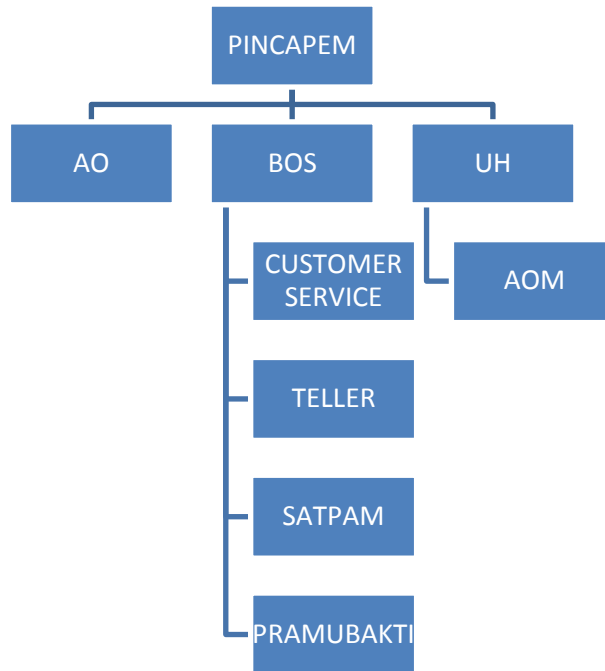 PINCAPEM
AO
BOS
UH
CUSTOMER
SERVICE
AOM
TELLER
SATPAM
PRAMUBAKTI